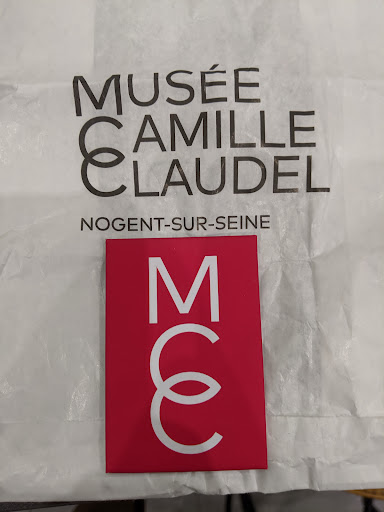 MUSÉE
CAMILLE
CLAUDEL
NOGENT-SUR-SEINE
M
C
C